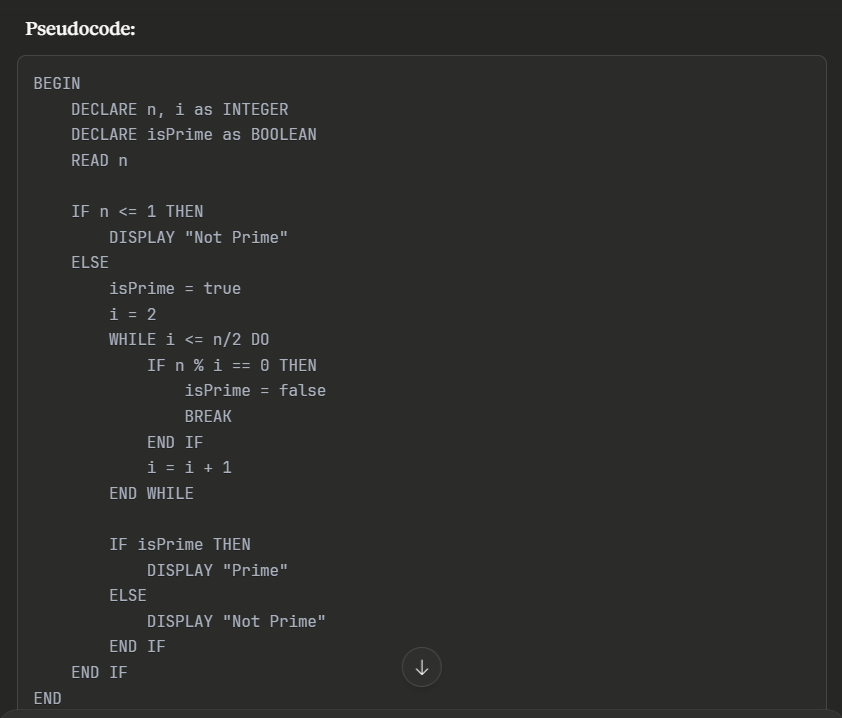 Pseudocode:
BEGIN
    DECLARE n, i as INTEGER
    DECLARE isPrime as BOOLEAN
    READ n

    IF n <= 1 THEN
        DISPLAY "Not Prime"
    ELSE
        isPrime = true
        i = 2
        WHILE i <= n/2 DO
            IF n % i == 0 THEN
                isPrime = false
                BREAK
            END IF
            i = i + 1
        END WHILE

        IF isPrime THEN
            DISPLAY "Prime"
        ELSE
            DISPLAY "Not Prime"
        END IF
    END IF
END